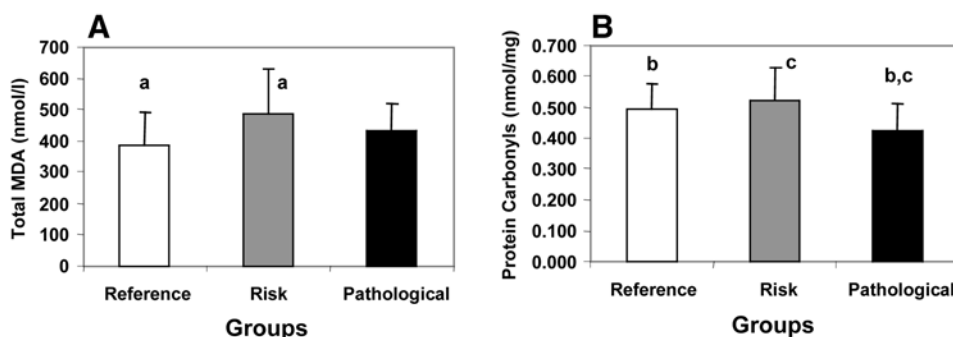 A
Total MDA (nmol/l)
700
600
500
400
300
200
100
0
a
a
Reference
Risk
Pathological
Groups
B
Protein Carbonyls (nmol/mg)
0.700
0.600
0.500
0.400
0.300
0.200
0.100
0.000
b
c
b,c
Reference
Risk
Pathological
Groups